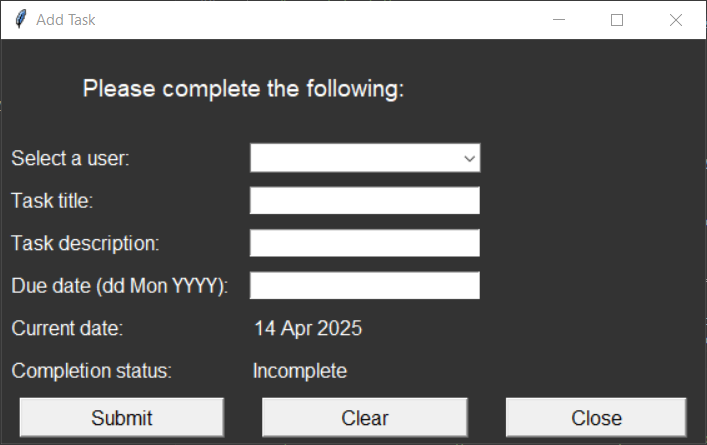 Add Task
Please complete the following:
Select a user:
Task title:
Task description:
Due date (dd Mon YYYY):
Current date: 14 Apr 2025
Completion status: Incomplete
Submit Clear Close